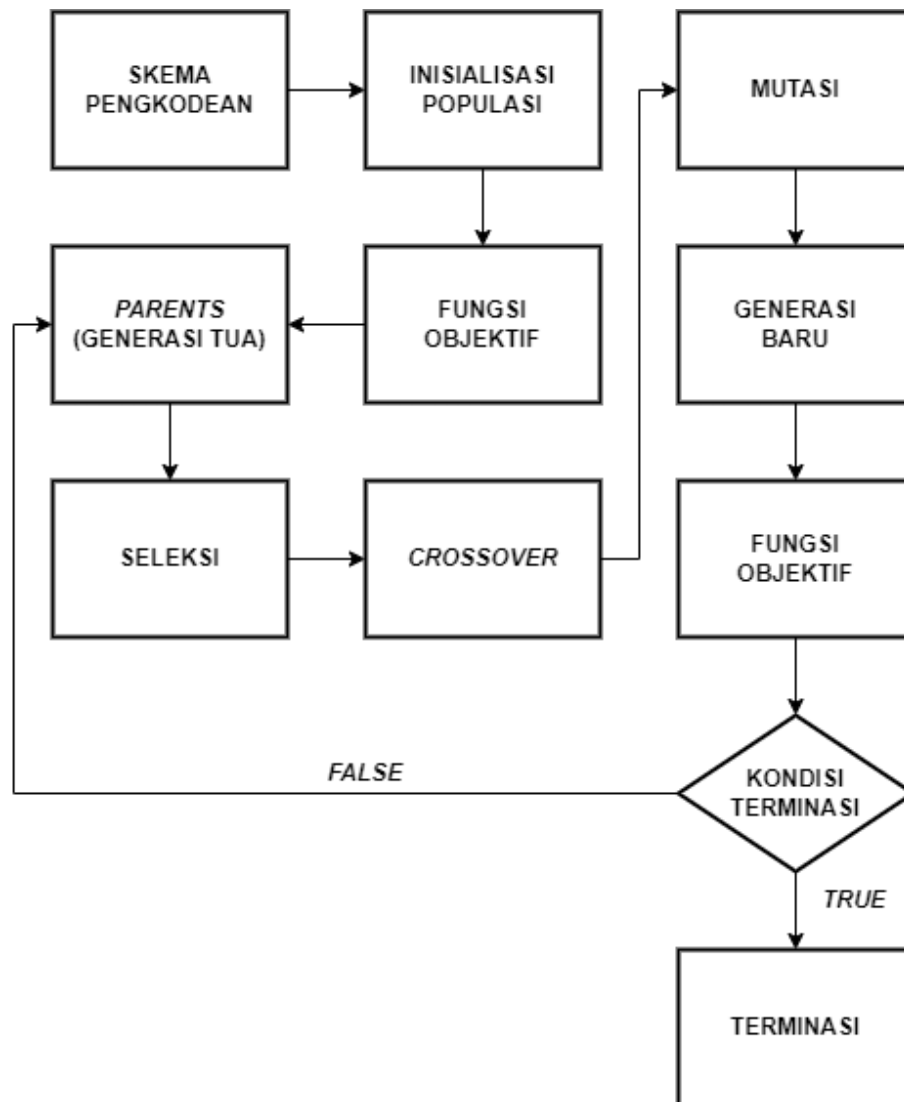 SKEMA
PENGKODEAN
INISIALISASI
POPULASI
MUTASI
PARENTS
(GENERASI TUA)
FUNGSI
OBJEKTIF
GENERASI
BARU
SELEKSI
CROSSOVER
FUNGSI
OBJEKTIF
FALSE
KONDISI
TERMINASI
TRUE
TERMINASI